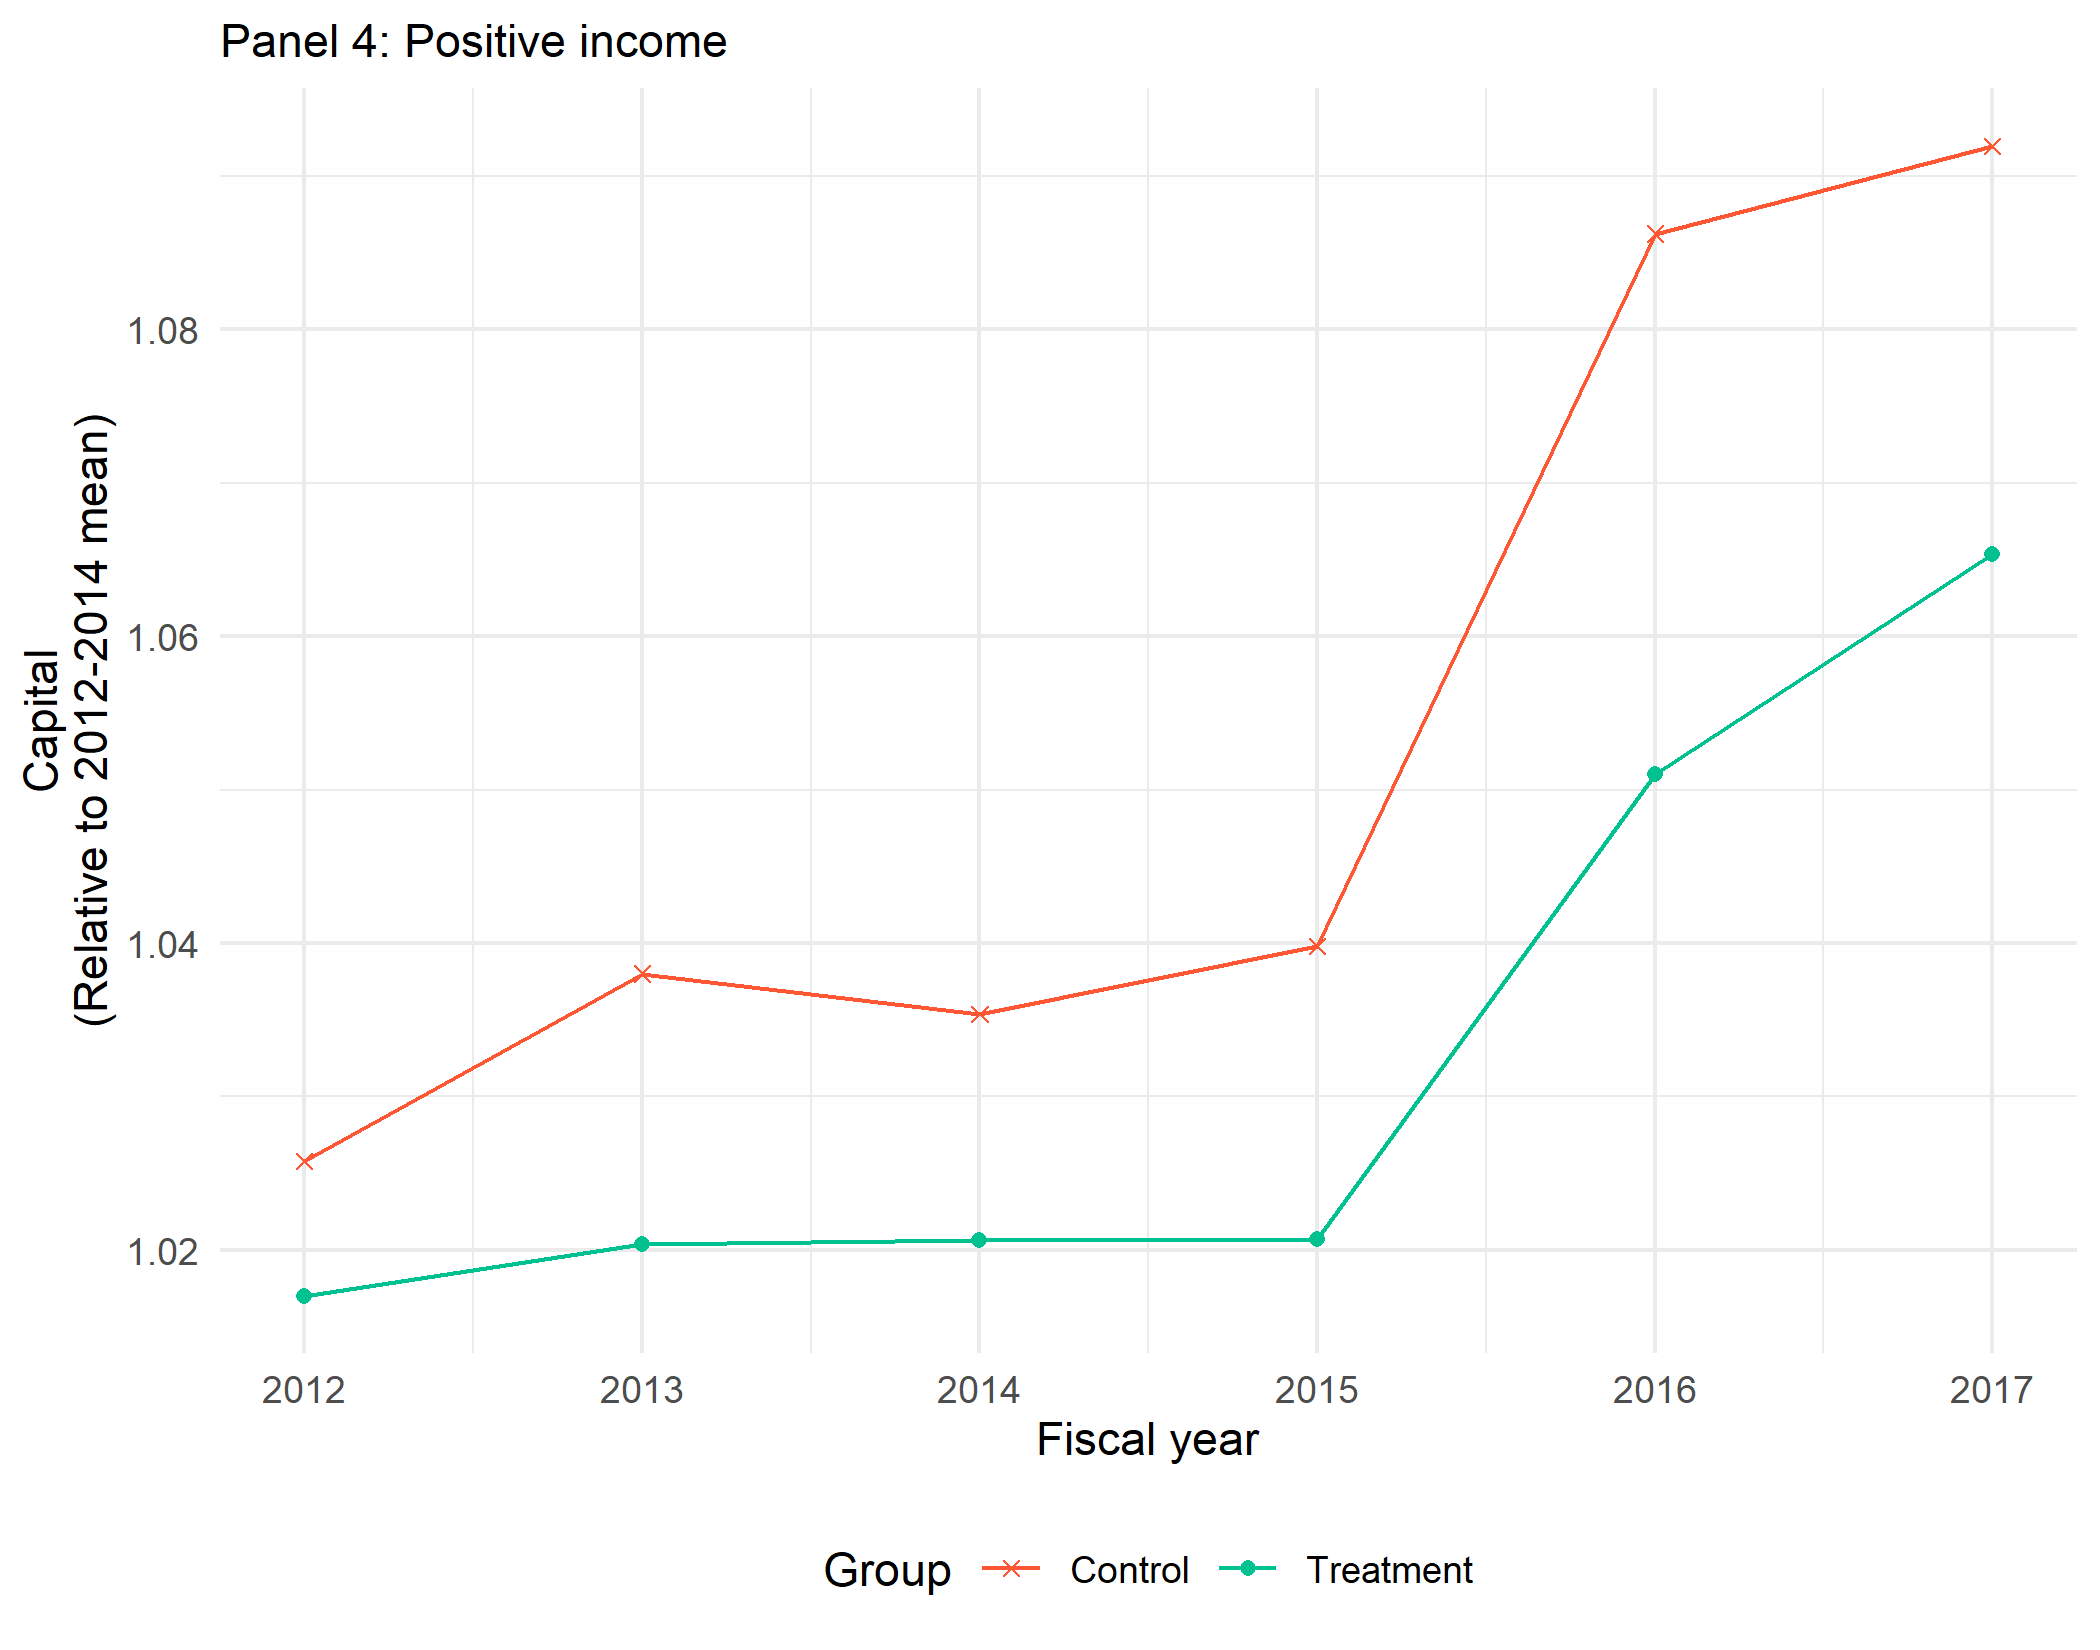 Panel 4: Positive income
Capital
(Relative to 2012-2014 mean)
1.08
1.06
1.04
1.02
2012 2013 2014 2015 2016 2017
Fiscal year
Group Control Treatment